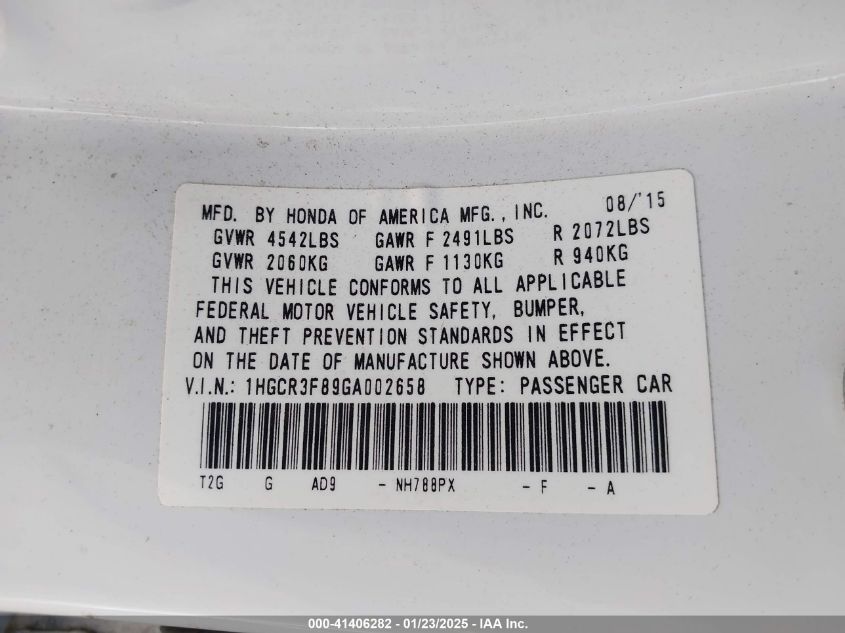 MFD. BY HONDA OF AMERICA MFG., INC. 08/'15
GVWR 4542LBS GAWR F 2491LBS R 2072LBS
GVWR 2060KG GAWR F 1130KG R 940KG
THIS VEHICLE CONFORMS TO ALL APPLICABLE
FEDERAL MOTOR VEHICLE SAFETY, BUMPER,
AND THEFT PREVENTION STANDARDS IN EFFECT
ON THE DATE OF MANUFACTURE SHOWN ABOVE.
V.I.N.: 1HGCR3F89GA002658 TYPE: PASSENGER CAR
T2G G AD9 - NH788PX - F - A
000-41406282 - 01/23/2025 - IAA Inc.